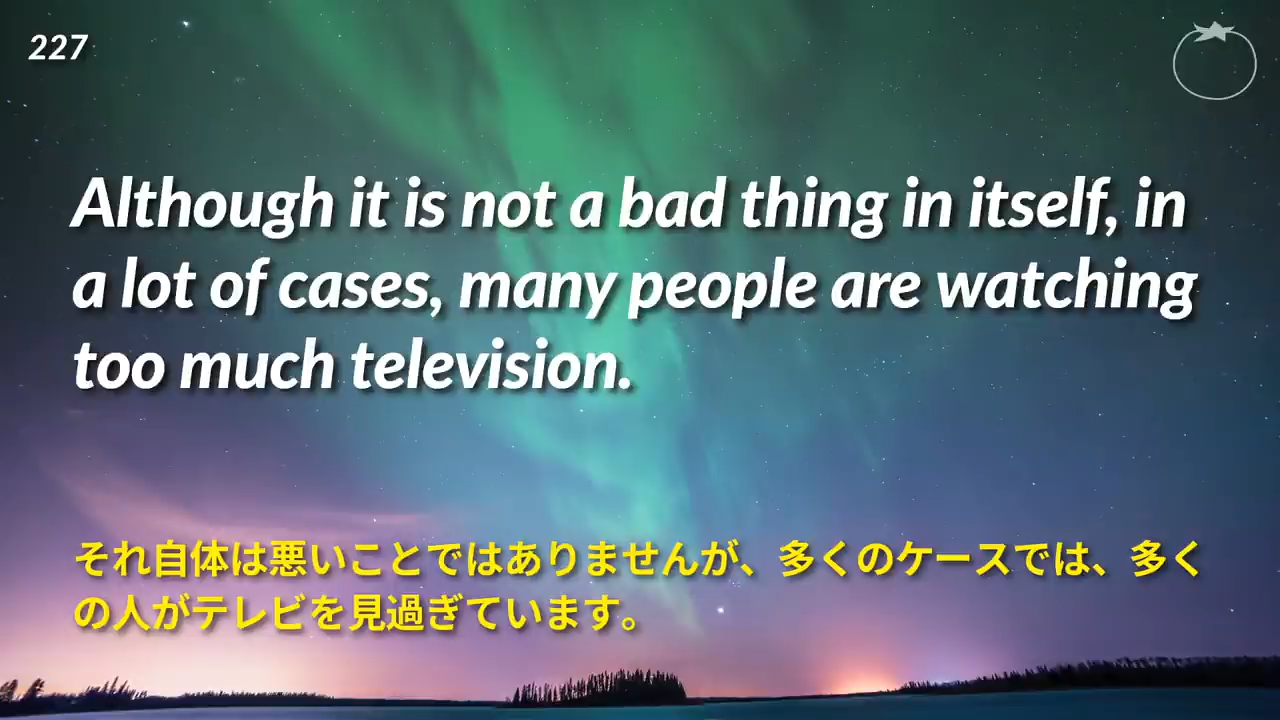 227
Although it is not a bad thing in itself, in
a lot of cases, many people are watching
too much television.
それ自体は悪いことではありませんが、多くのケースでは、多く
の人がテレビを見過ぎています。